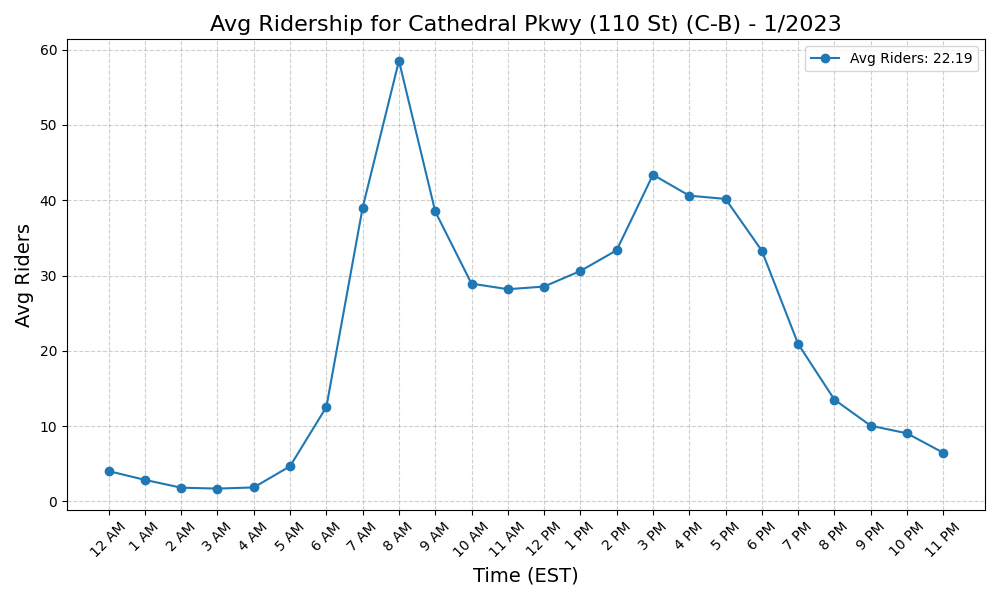 Avg Ridership for Cathedral Pkwy (110 St) (C-B) - 1/2023
Avg Riders: 22.19
60
50
40
30
20
10
0
Avg Riders
12 AM
1 AM
2 AM
3 AM
4 AM
5 AM
6 AM
7 AM
8 AM
9 AM
10 AM
11 AM
12 PM
1 PM
2 PM
3 PM
4 PM
5 PM
6 PM
7 PM
8 PM
9 PM
10 PM
11 PM
Time (EST)